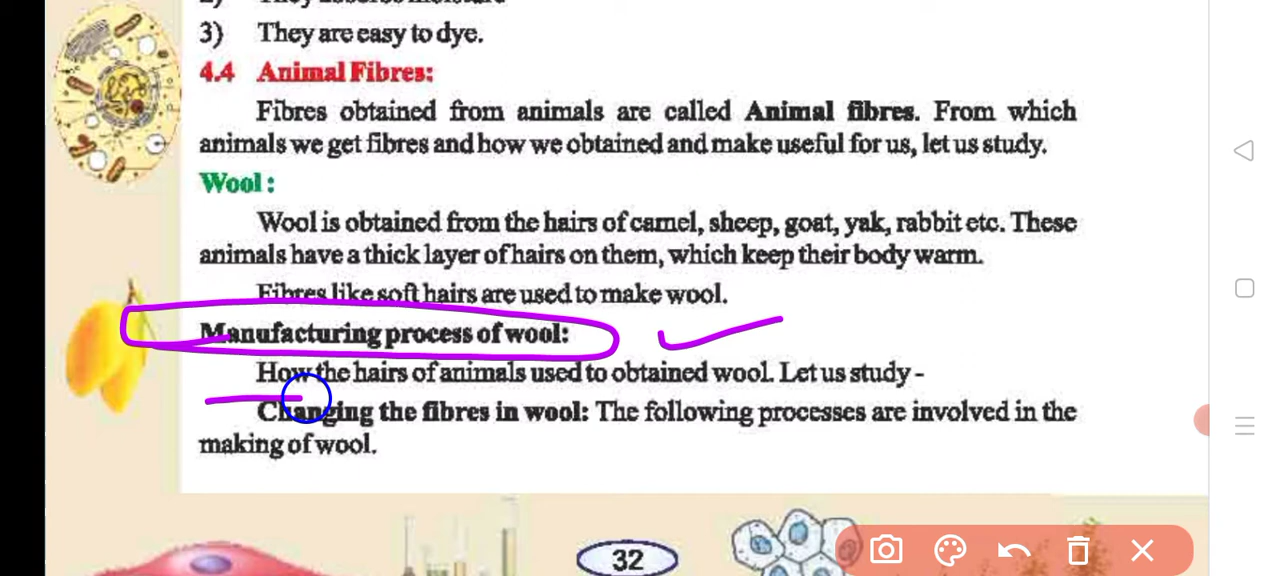 3) They are easy to dye.
4.4 Animal Fibres:
Fibres obtained from animals are called Animal fibres. From which
animals we get fibres and how we obtained and make useful for us, let us study.
Wool :
Wool is obtained from the hairs of camel, sheep, goat, yak, rabbit etc. These
animals have a thick layer of hairs on them, which keep their body warm.
Fibres like soft hairs are used to make wool.
Manufacturing process of wool:
How the hairs of animals used to obtained wool. Let us study -
Changing the fibres in wool: The following processes are involved in the
making of wool.
32